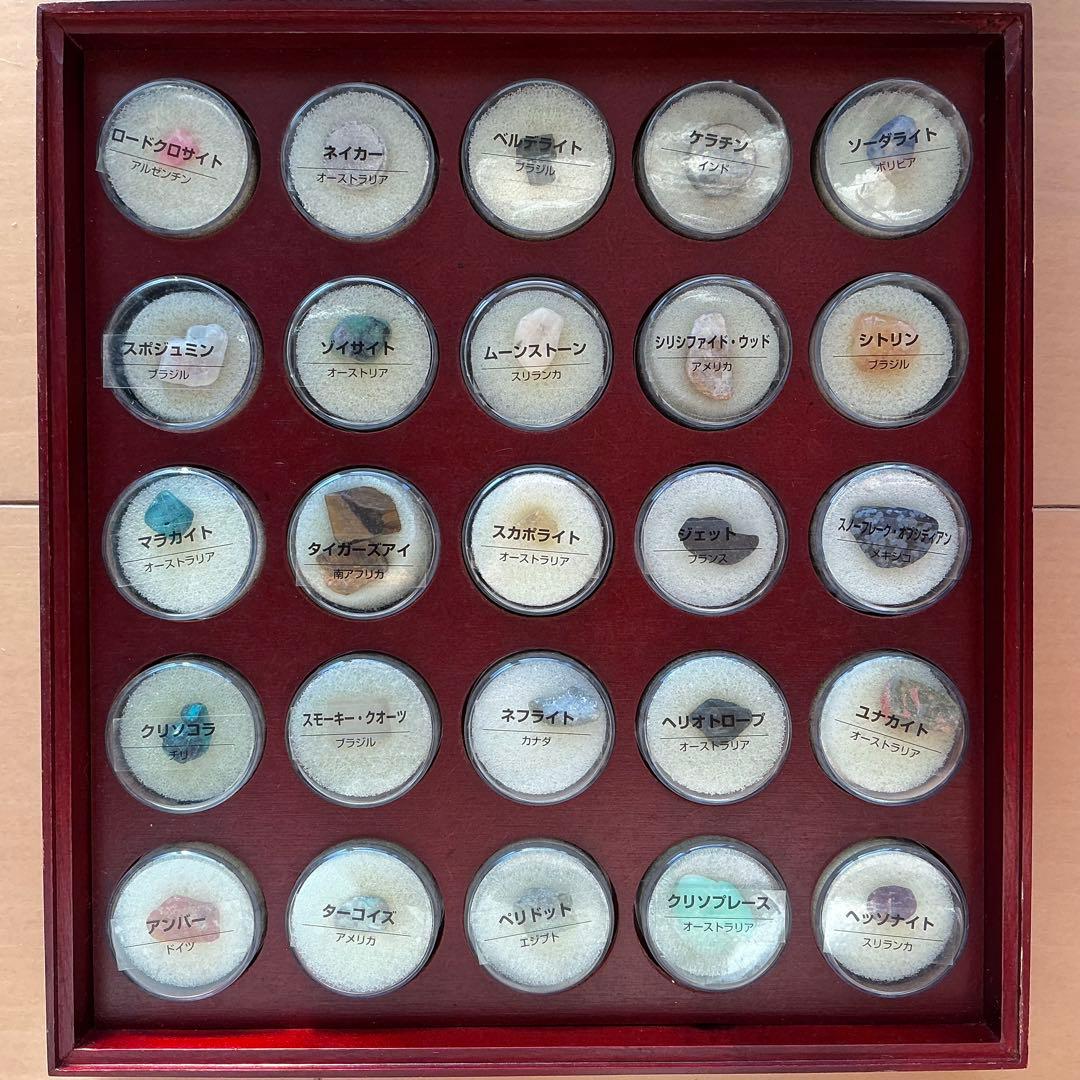 ロードクロサイト
アルゼンチン
ネイカー
オーストラリア
ベルデライト
ブラジル
ケラチン
インド
ソーダライト
ボリビア
スポジュミン
ブラジル
ゾイサイト
オーストリア
ムーンストーン
スリランカ
シリシファイド・ウッド
アメリカ
シトリン
ブラジル
マラカイト
オーストラリア
タイガーズアイ
南アフリカ
スカポライト
オーストラリア
ジェット
フランス
スノーフレーク・オブシディアン
メキシコ
クリソコラ
チリ
スモーキー・クオーツ
ブラジル
ネフライト
カナダ
ヘリオトロープ
オーストラリア
ユナカイト
オーストラリア
アンバー
ドイツ
ターコイズ
アメリカ
ペリドット
エジプト
クリソプレース
オーストラリア
ヘッソナイト
スリランカ